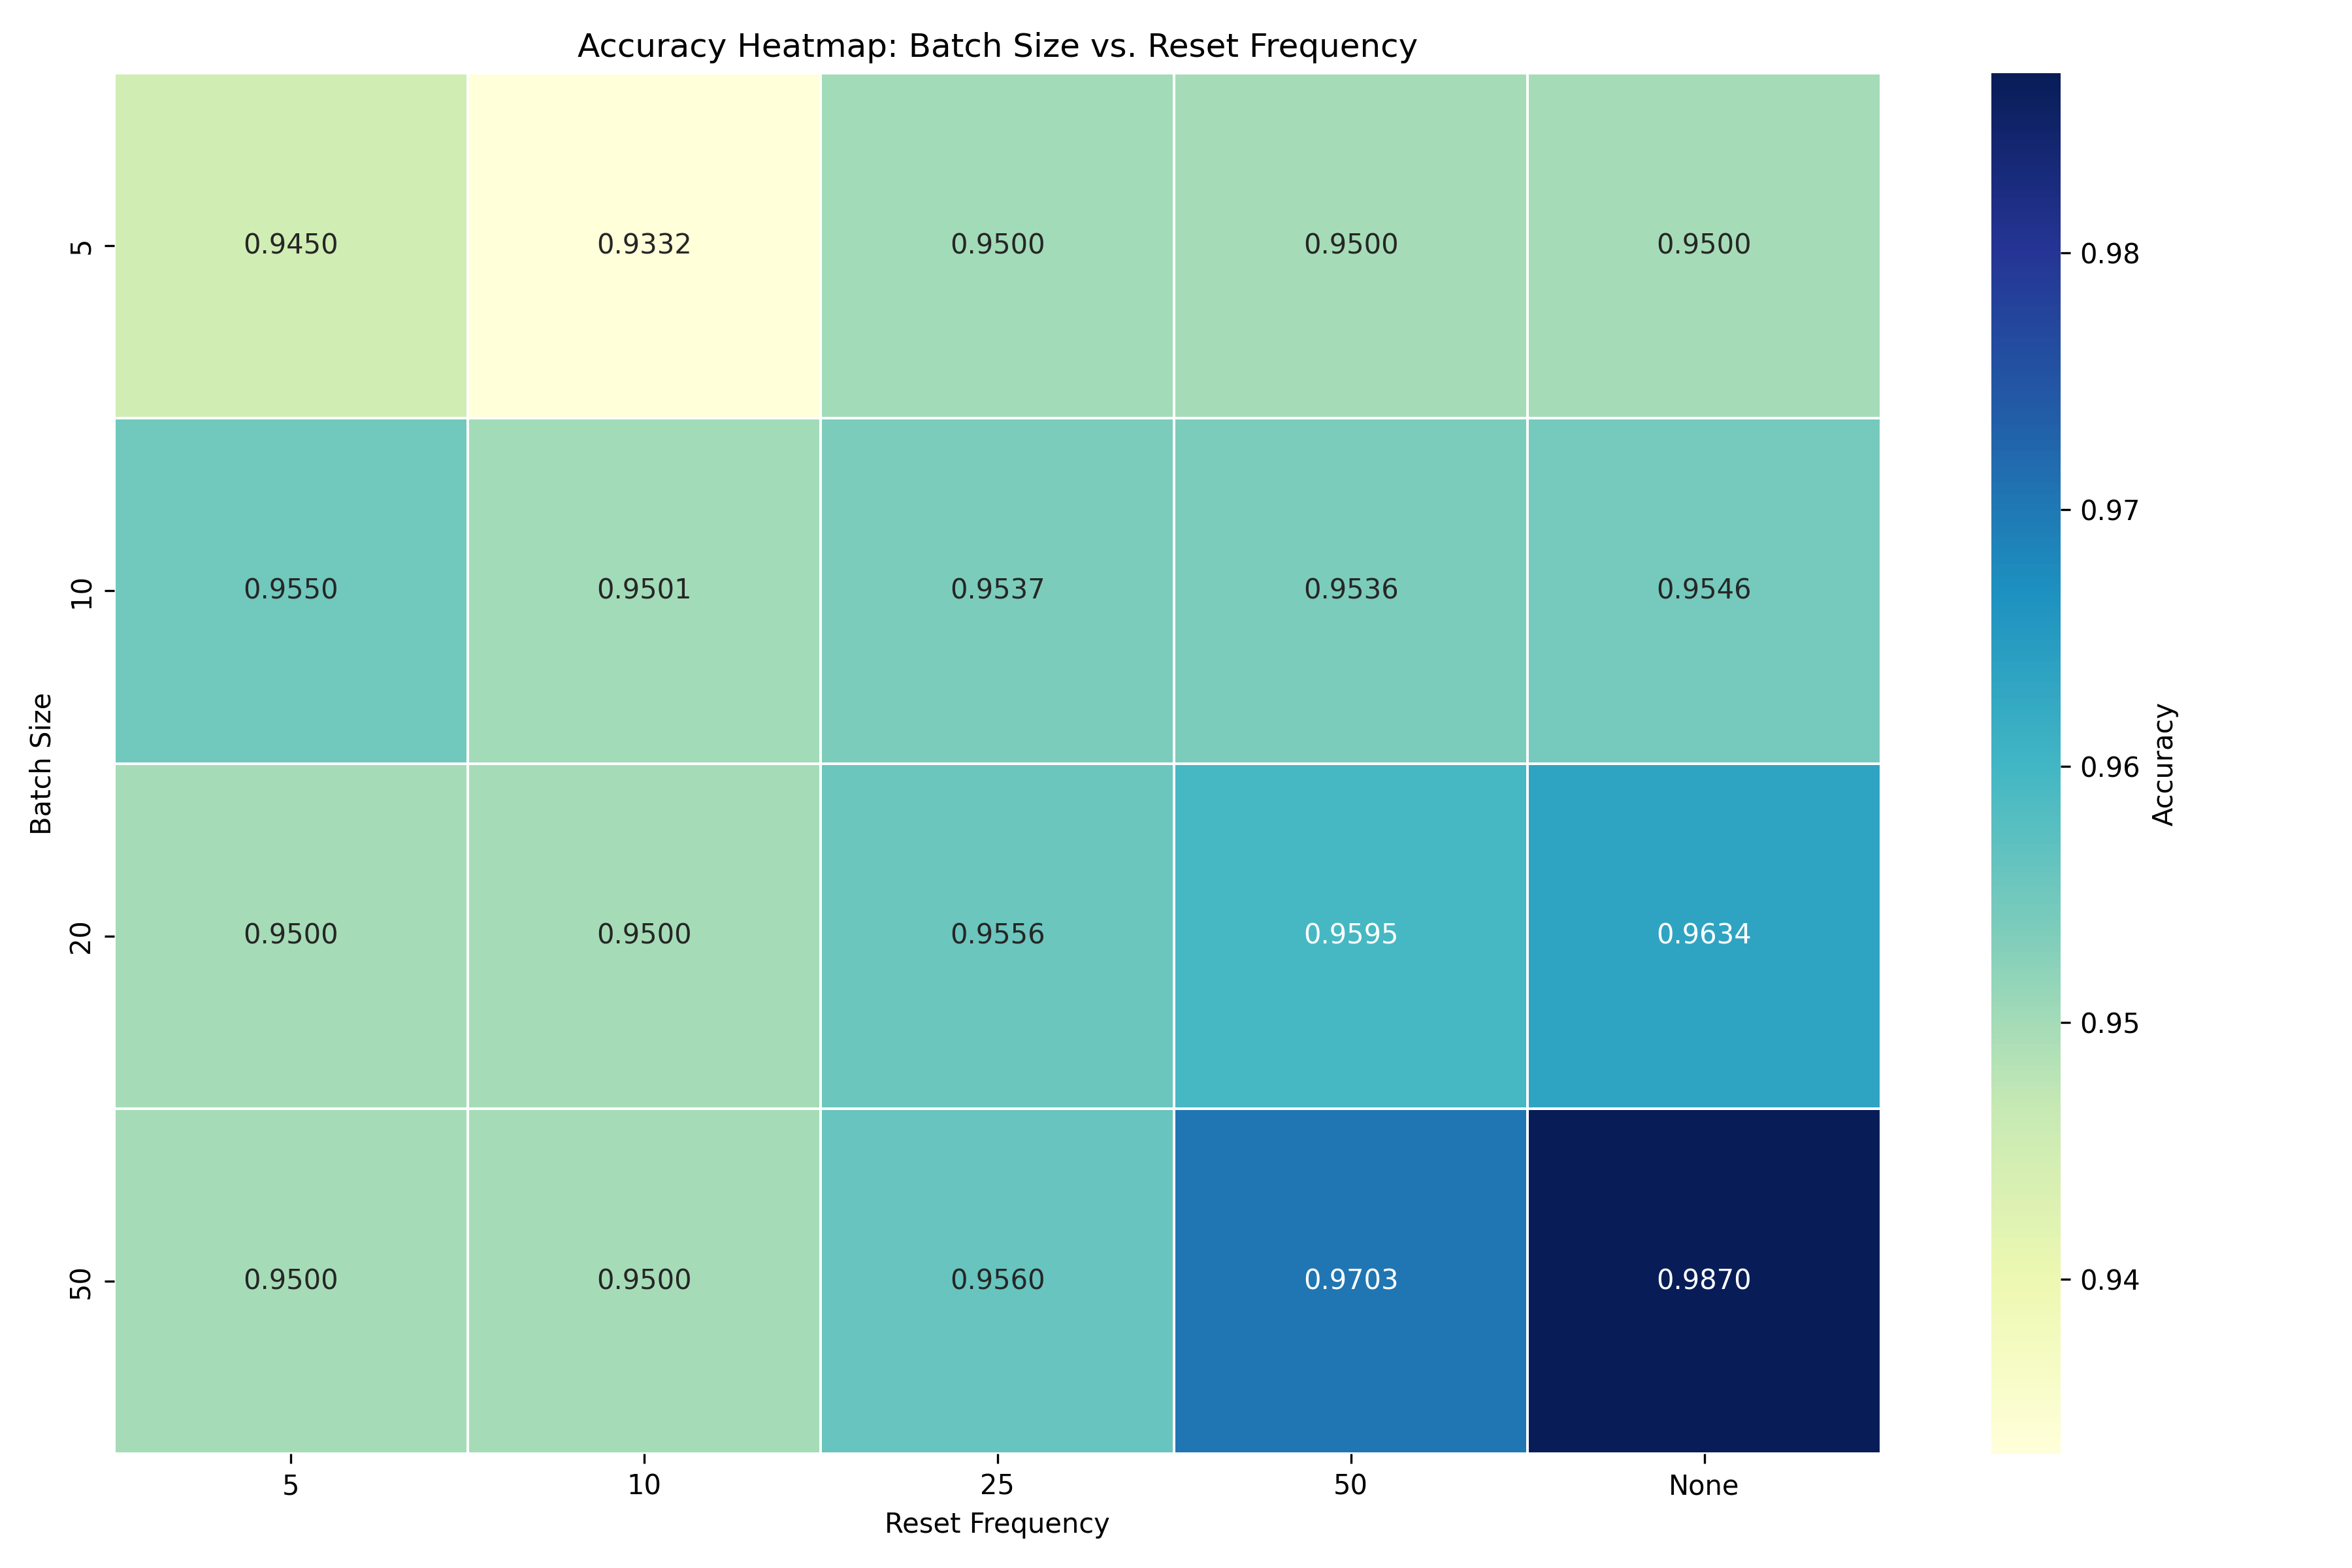 Accuracy Heatmap: Batch Size vs. Reset Frequency
5 0.9450 0.9332 0.9500 0.9500 0.9500
10 0.9550 0.9501 0.9537 0.9536 0.9546
20 0.9500 0.9500 0.9556 0.9595 0.9634
50 0.9500 0.9500 0.9560 0.9703 0.9870
5 10 25 50 None
Reset Frequency
Batch Size
0.98
0.97
0.96
0.95
0.94
Accuracy